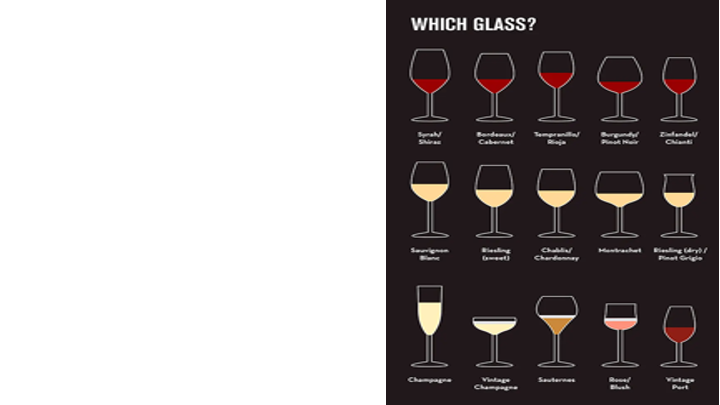 WHICH GLASS?
Syrah/
Shiraz
Bordeaux/
Cabernet
Tempranillo/
Rioja
Burgundy/
Pinot Noir
Zinfandel/
Chianti
Sauvignon
Blanc
Riesling
(sweet)
Chablis/
Chardonnay
Montrachet
Riesling (dry) /
Pinot Grigio
Champagne
Vintage
Champagne
Sauternes
Rose/
Blush
Vintage
Port